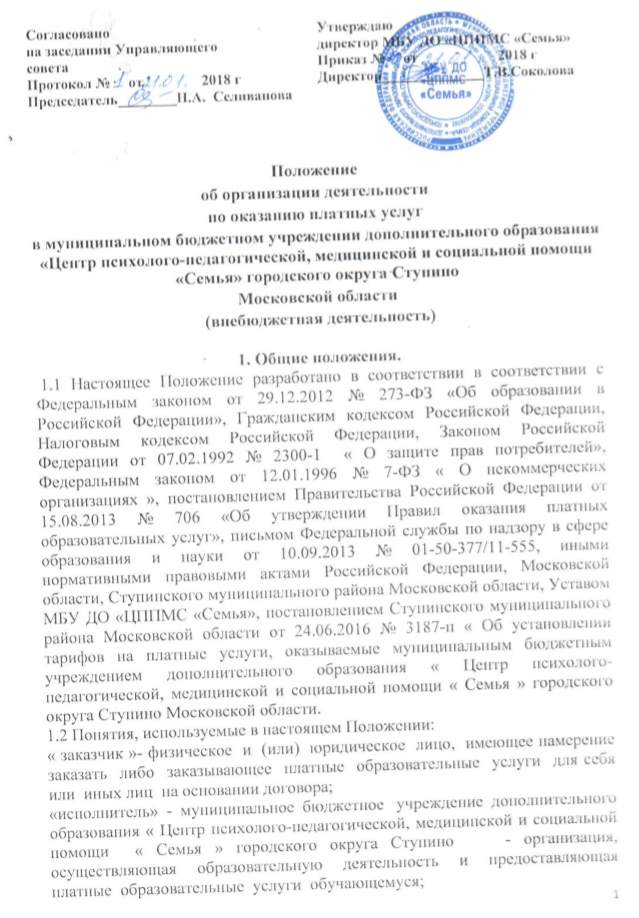 Согласовано
на заседании Управляющего
совета
Протокол № 1 от 21.01. 2018 г
Председатель________П.А. Селиванова
Утверждаю
директор МБУ ДО «ЦППМС «Семья»
Приказ № от 2018 г
Директор Т.В.Соколова
МБУ ДО
«ЦППМС
«Семья»
Положение
об организации деятельности
по оказанию платных услуг
в муниципальном бюджетном учреждении дополнительного образования
«Центр психолого-педагогической, медицинской и социальной помощи
«Семья» городского округа Ступино
Московской области
(внебюджетная деятельность)
1. Общие положения.
1.1 Настоящее Положение разработано в соответствии в соответствии с
Федеральным законом от 29.12.2012 № 273-ФЗ «Об образовании в
Российской Федерации», Гражданским кодексом Российской Федерации,
Налоговым кодексом Российской Федерации, Законом Российской
Федерации от 07.02.1992 № 2300-1 « О защите прав потребителей»,
Федеральным законом от 12.01.1996 № 7-ФЗ « О некоммерческих
организациях », постановлением Правительства Российской Федерации от
15.08.2013 № 706 «Об утверждении Правил оказания платных
образовательных услуг», письмом Федеральной службы по надзору в сфере
образования и науки от 10.09.2013 № 01-50-377/11-555, иными
нормативными правовыми актами Российской Федерации, Московской
области, Ступинского муниципального района Московской области, Уставом
МБУ ДО «ЦППМС «Семья», постановлением Ступинского муниципального
района Московской области от 24.06.2016 № 3187-п « Об установлении
тарифов на платные услуги, оказываемые муниципальным бюджетным
учреждением дополнительного образования « Центр психолого-
педагогической, медицинской и социальной помощи « Семья » городского
округа Ступино Московской области.
1.2 Понятия, используемые в настоящем Положении:
« заказчик »- физическое и (или) юридическое лицо, имеющее намерение
заказать либо заказывающее платные образовательные услуги для себя
или иных лиц на основании договора;
«исполнитель» - муниципальное бюджетное учреждение дополнительного
образования « Центр психолого-педагогической, медицинской и социальной
помощи « Семья » городского округа Ступино - организация,
осуществляющая образовательную деятельность и предоставляющая
платные образовательные услуги обучающемуся;
1